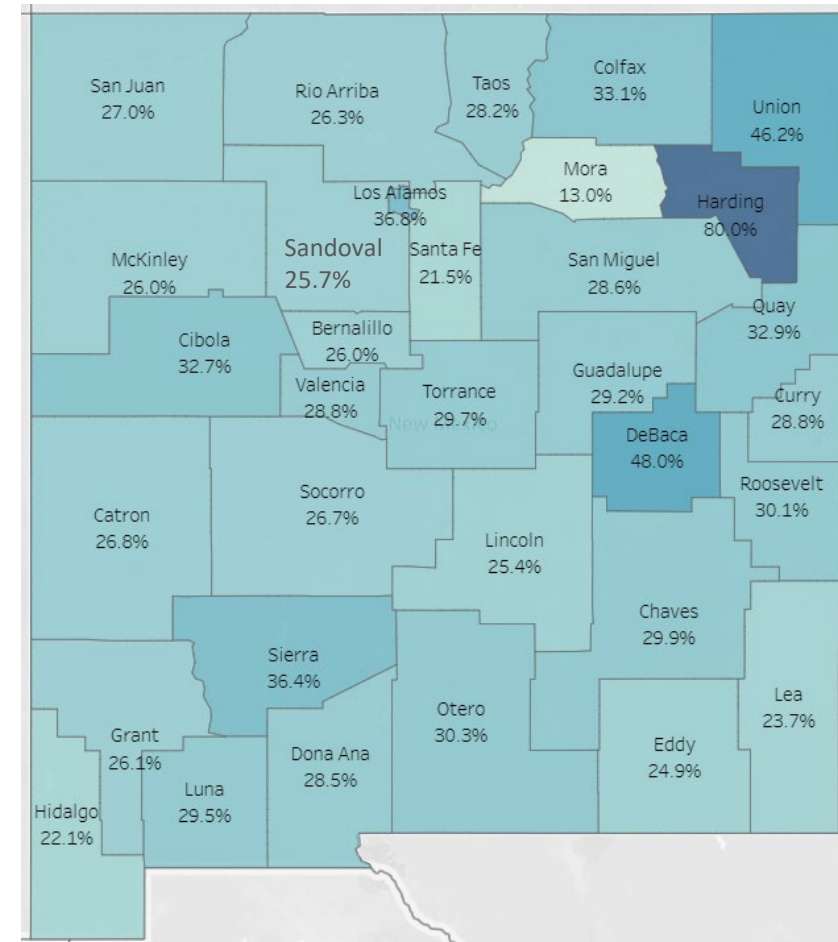 San Juan
27.0%
Rio Arriba
26.3%
Taos
28.2%
Colfax
33.1%
Union
46.2%
Mora
13.0%
Harding
80.0%
Los Alamos
36.8%
Sandoval
25.7%
Santa Fe
21.5%
McKinley
26.0%
San Miguel
28.6%
Quay
32.9%
Cibola
32.7%
Bernalillo
26.0%
Valencia
28.8%
Torrance
29.7%
New Mexico
Guadalupe
29.2%
Curry
28.8%
DeBaca
48.0%
Roosevelt
30.1%
Catron
26.8%
Socorro
26.7%
Lincoln
25.4%
Chaves
29.9%
Sierra
36.4%
Lea
23.7%
Otero
30.3%
Eddy
24.9%
Grant
26.1%
Dona Ana
28.5%
Luna
29.5%
Hidalgo
22.1%